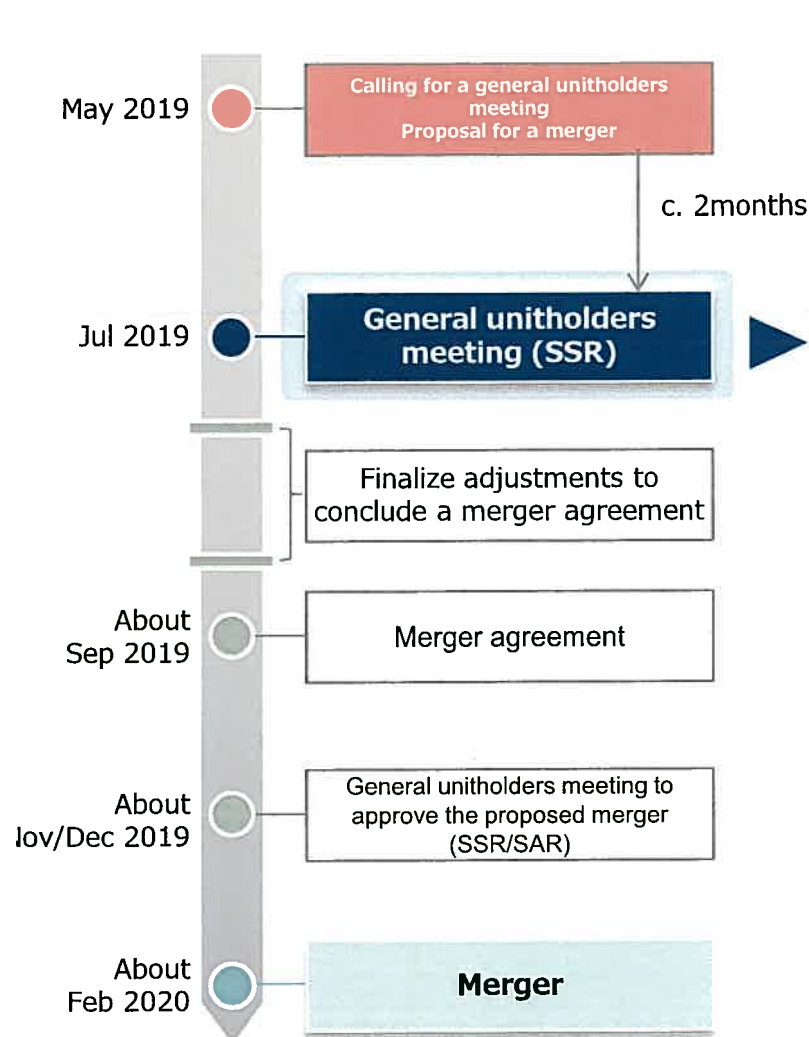 May 2019
Calling for a general unitholders
meeting
Proposal for a merger
c. 2months
Jul 2019
General unitholders
meeting (SSR)
Finalize adjustments to
conclude a merger agreement
About
Sep 2019
Merger agreement
About
Nov/Dec 2019
General unitholders meeting to
approve the proposed merger
(SSR/SAR)
About
Feb 2020
Merger